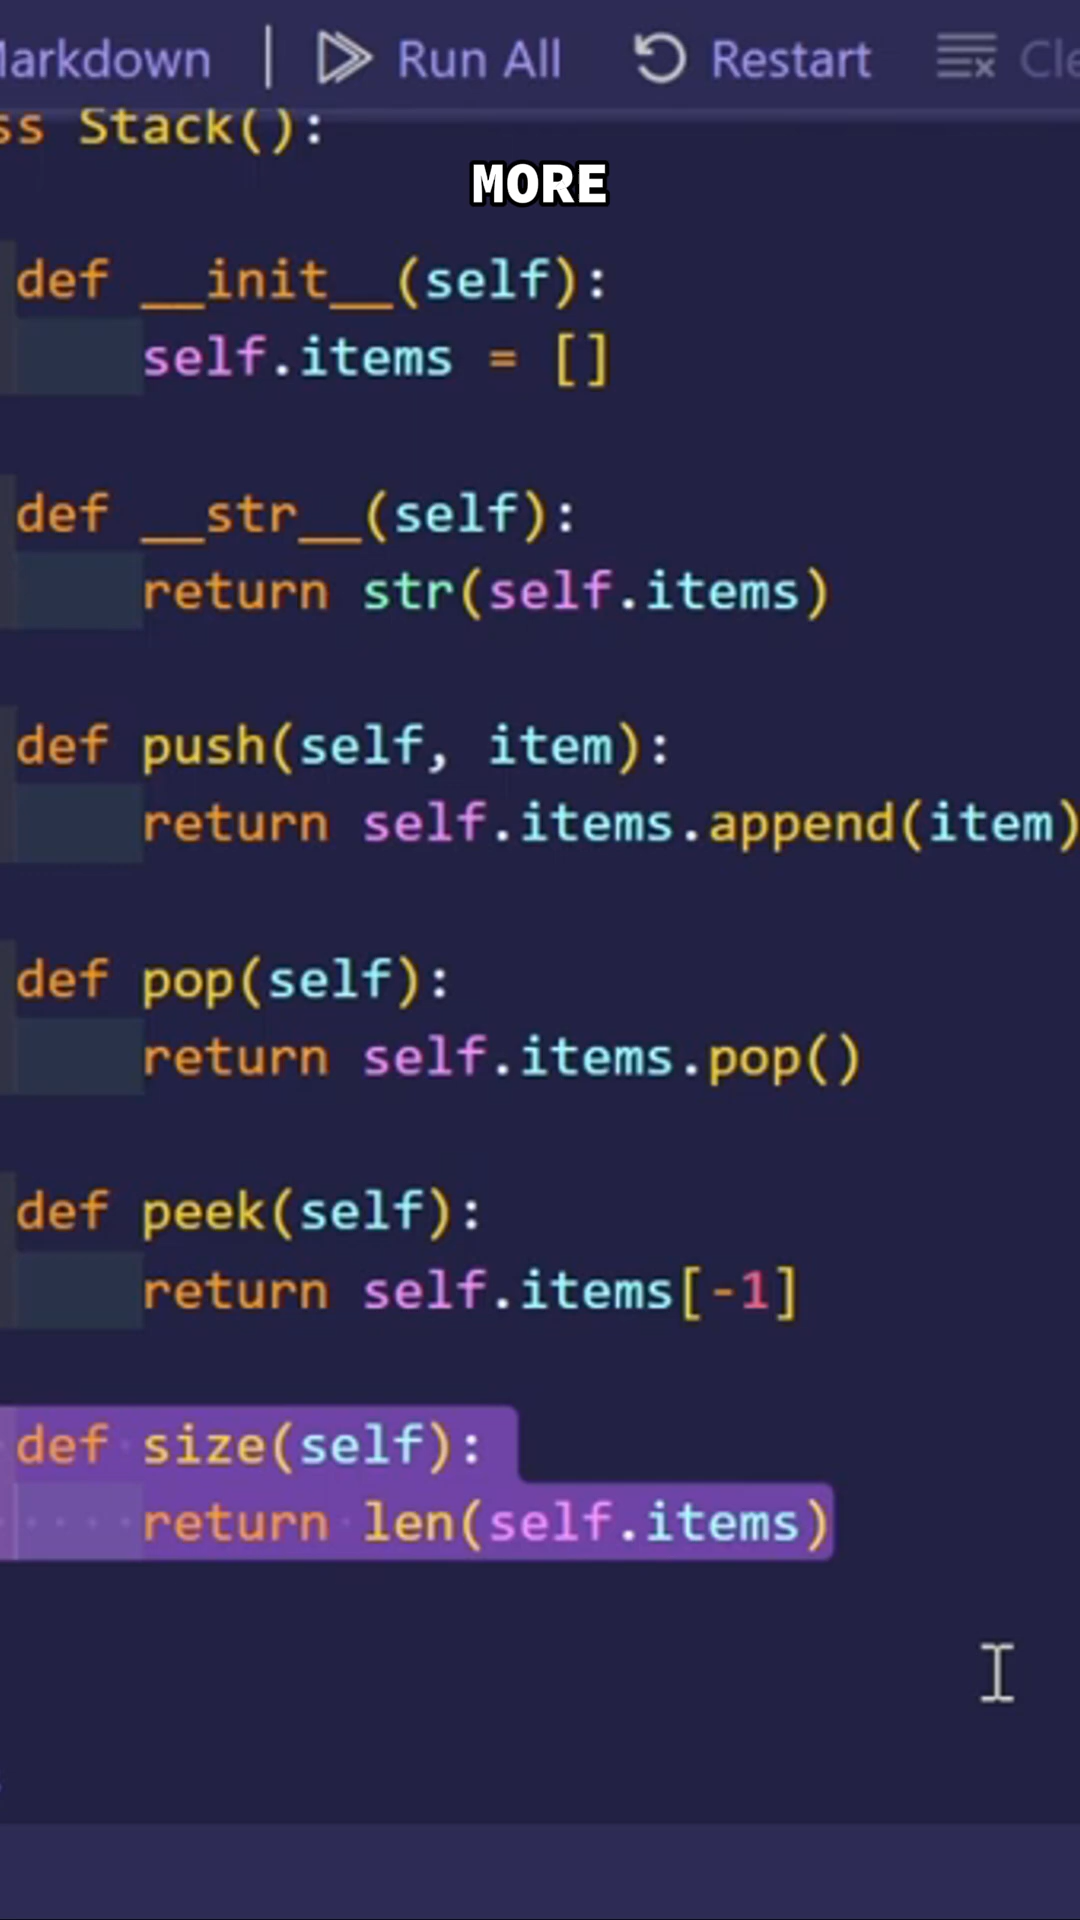 arkdown | Run All Restart Cle
ss Stack():
MORE
def __init__(self):
self.items = []
def __str__(self):
return str(self.items)
def push(self, item):
return self.items.append(item)
def pop(self):
return self.items.pop()
def peek(self):
return self.items[-1]
def size(self):
return len(self.items)